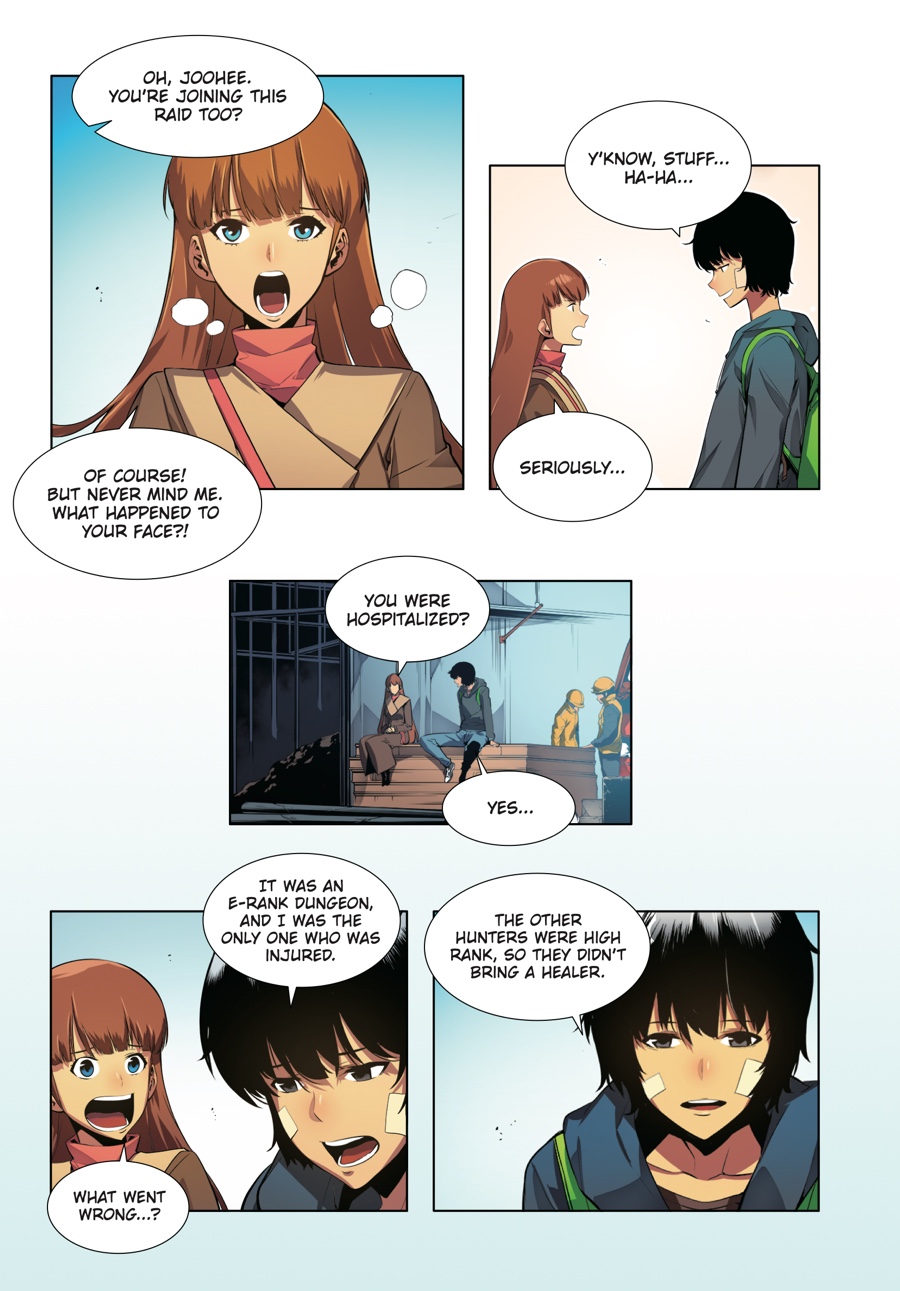 OH, JOOHEE.
YOU'RE JOINING THIS
RAID TOO?
OF COURSE!
BUT NEVER MIND ME.
WHAT HAPPENED TO
YOUR FACE?!
Y'KNOW, STUFF...
HA-HA...
SERIOUSLY...
YOU WERE
HOSPITALIZED?
YES...
IT WAS AN
E-RANK DUNGEON,
AND I WAS THE
ONLY ONE WHO WAS
INJURED.
WHAT WENT
WRONG...?
THE OTHER
HUNTERS WERE HIGH
RANK, SO THEY DIDN'T
BRING A HEALER.